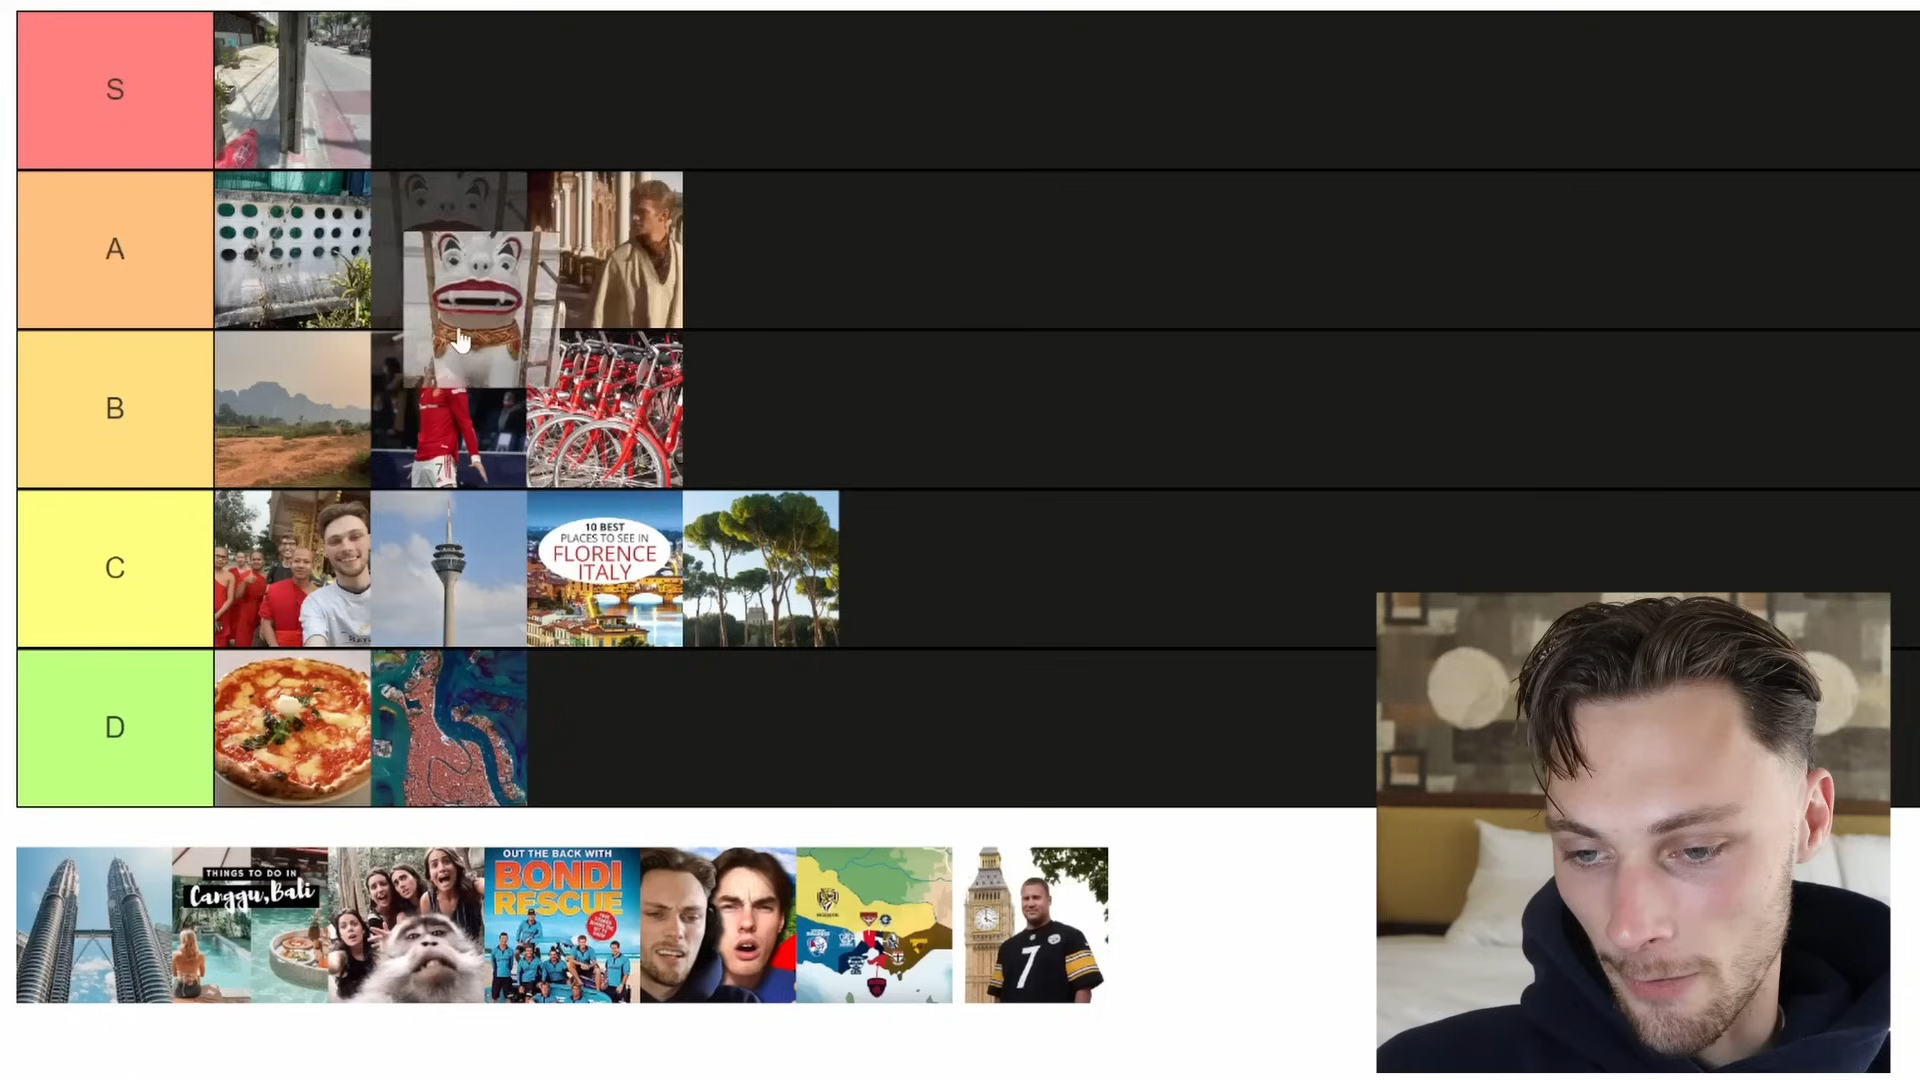 S
A
B
7
C
10 BEST
PLACES TO SEE IN
FLORENCE
ITALY
D
THINGS TO DO IN
Canggu, Bali
OUT THE BACK WITH
BONDI
RESCUE
7